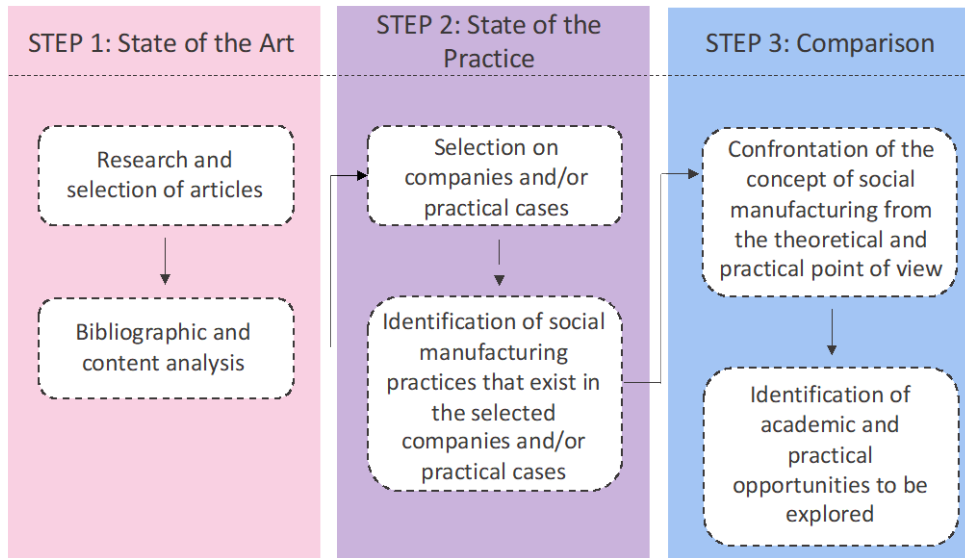 STEP 1: State of the Art
Research and
selection of articles
Bibliographic and
content analysis
STEP 2: State of the
Practice
Selection on
companies and/or
practical cases
Identification of social
manufacturing
practices that exist in
the selected
companies and/or
practical cases
STEP 3: Comparison
Confrontation of the
concept of social
manufacturing from
the theoretical and
practical point of view
Identification of
academic and
practical
opportunities to be
explored